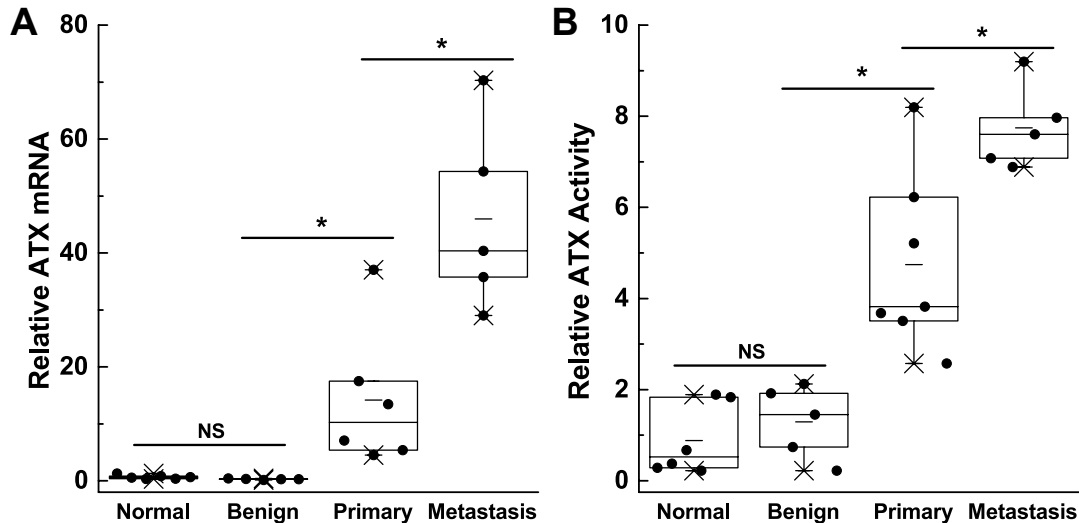 A
Relative ATX mRNA
80
60
40
20
0
NS
*
*
Normal Benign Primary Metastasis
B
Relative ATX Activity
10
8
6
4
2
0
NS
*
*
Normal Benign Primary Metastasis